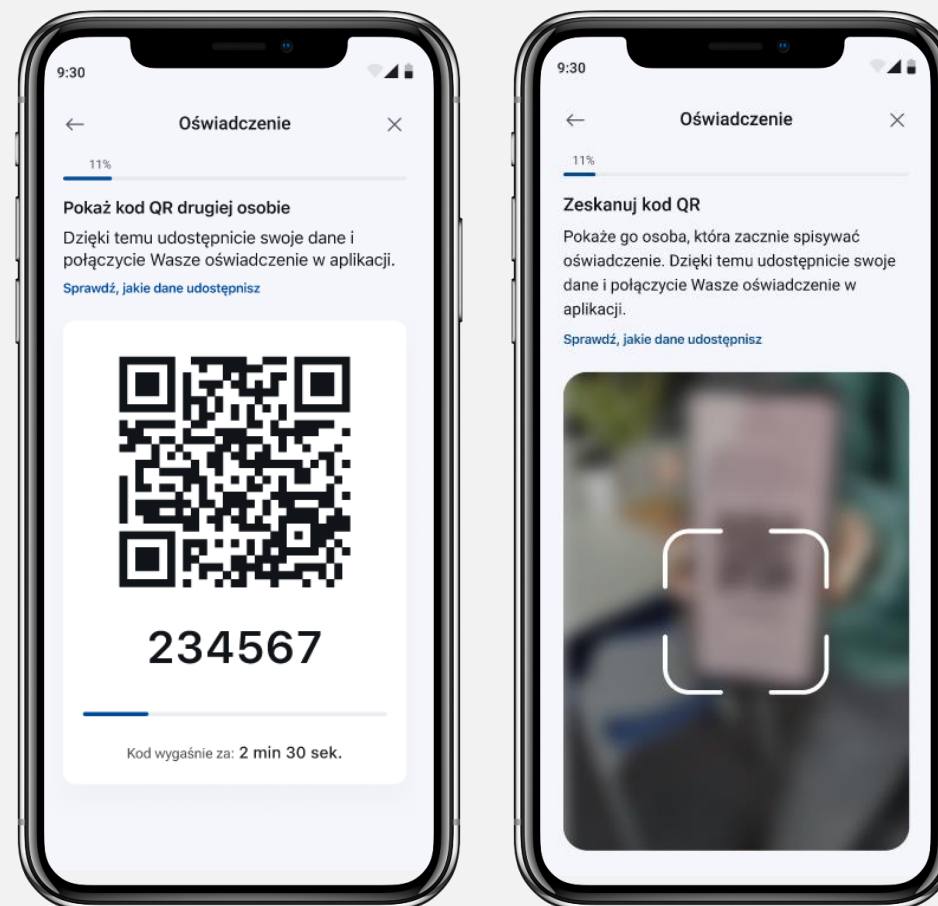 9:30
Oświadczenie
11%
Pokaż kod QR drugiej osobie
Dzięki temu udostępnicie swoje dane i
połączycie Wasze oświadczenie w aplikacji.
Sprawdź, jakie dane udostępnisz
234567
Kod wygaśnie za: 2 min 30 sek.
9:30
Oświadczenie
11%
Zeskanuj kod QR
Pokaże go osoba, która zacznie spisywać
oświadczenie. Dzięki temu udostępnicie swoje
dane i połączycie Wasze oświadczenie w
aplikacji.
Sprawdź, jakie dane udostępnisz